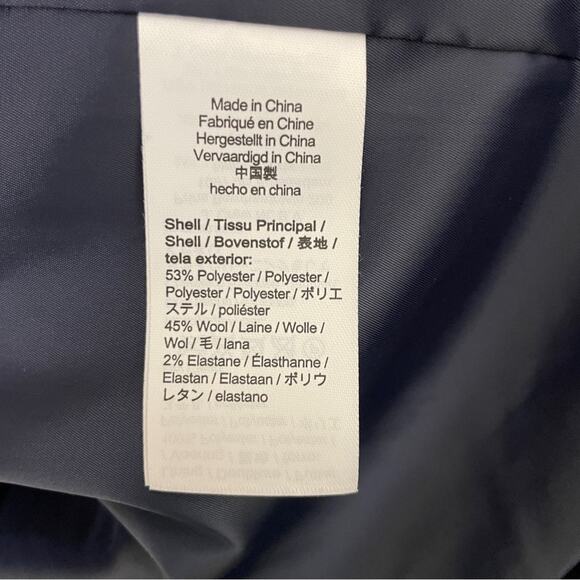 Made in China
Fabriqué en Chine
Hergestellt in China
Vervaardigd in China
中国製
hecho en china
Shell / Tissu Principal /
Shell / Bovenstof / 表地 /
tela exterior:
53% Polyester / Polyester /
Polyester / Polyester / ポリエ
ステル / poliéster
45% Wool / Laine / Wolle /
Wol / 毛 / lana
2% Elastane / Élasthanne /
Elastan / Elastaan / ポリウ
レタン / elastano